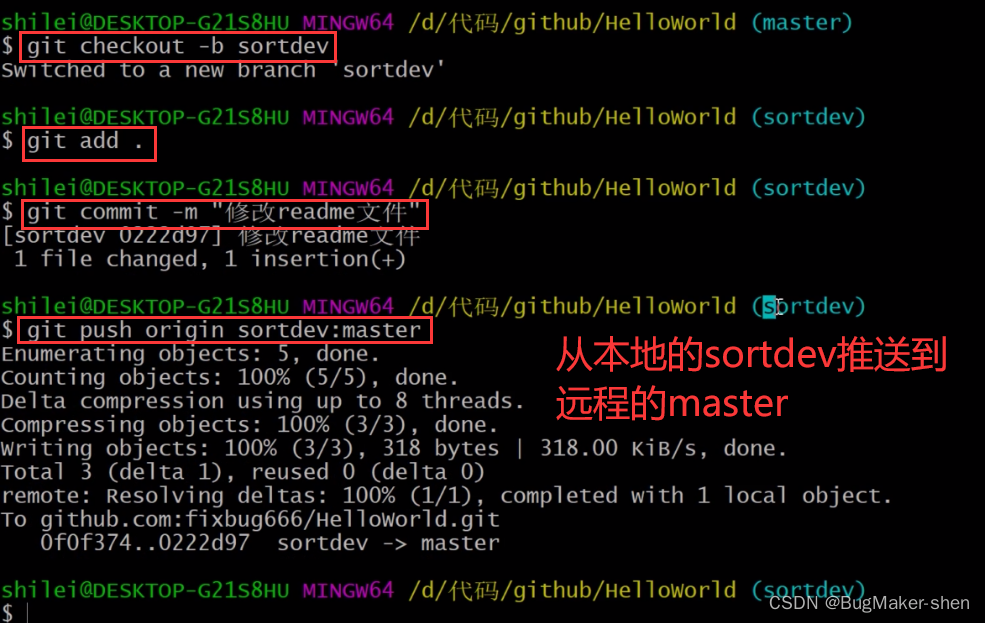 shilei@DESKTOP-G21S8HU MINGW64 /d/代码/github/HelloWorld (master)
$ git checkout -b sortdev
Switched to a new branch 'sortdev'
shilei@DESKTOP-G21S8HU MINGW64 /d/代码/github/HelloWorld (sortdev)
$ git add .
shilei@DESKTOP-G21S8HU MINGW64 /d/代码/github/HelloWorld (sortdev)
$ git commit -m "修改readme文件"
[sortdev 0222d97] 修改readme文件
 1 file changed, 1 insertion(+)
shilei@DESKTOP-G21S8HU MINGW64 /d/代码/github/HelloWorld (sortdev)
$ git push origin sortdev:master
Enumerating objects: 5, done.
Counting objects: 100% (5/5), done.
Delta compression using up to 8 threads.
Compressing objects: 100% (3/3), done.
Writing objects: 100% (3/3), 318 bytes | 318.00 KiB/s, done.
Total 3 (delta 1), reused 0 (delta 0)
remote: Resolving deltas: 100% (1/1), completed with 1 local object.
To github.com:fixbug666/HelloWorld.git
   0f0f374..0222d97  sortdev -> master
从本地的sortdev推送到
远程的master
shilei@DESKTOP-G21S8HU MINGW64 /d/代码/github/HelloWorld (sortdev)
$
CSDN @BugMaker-shen